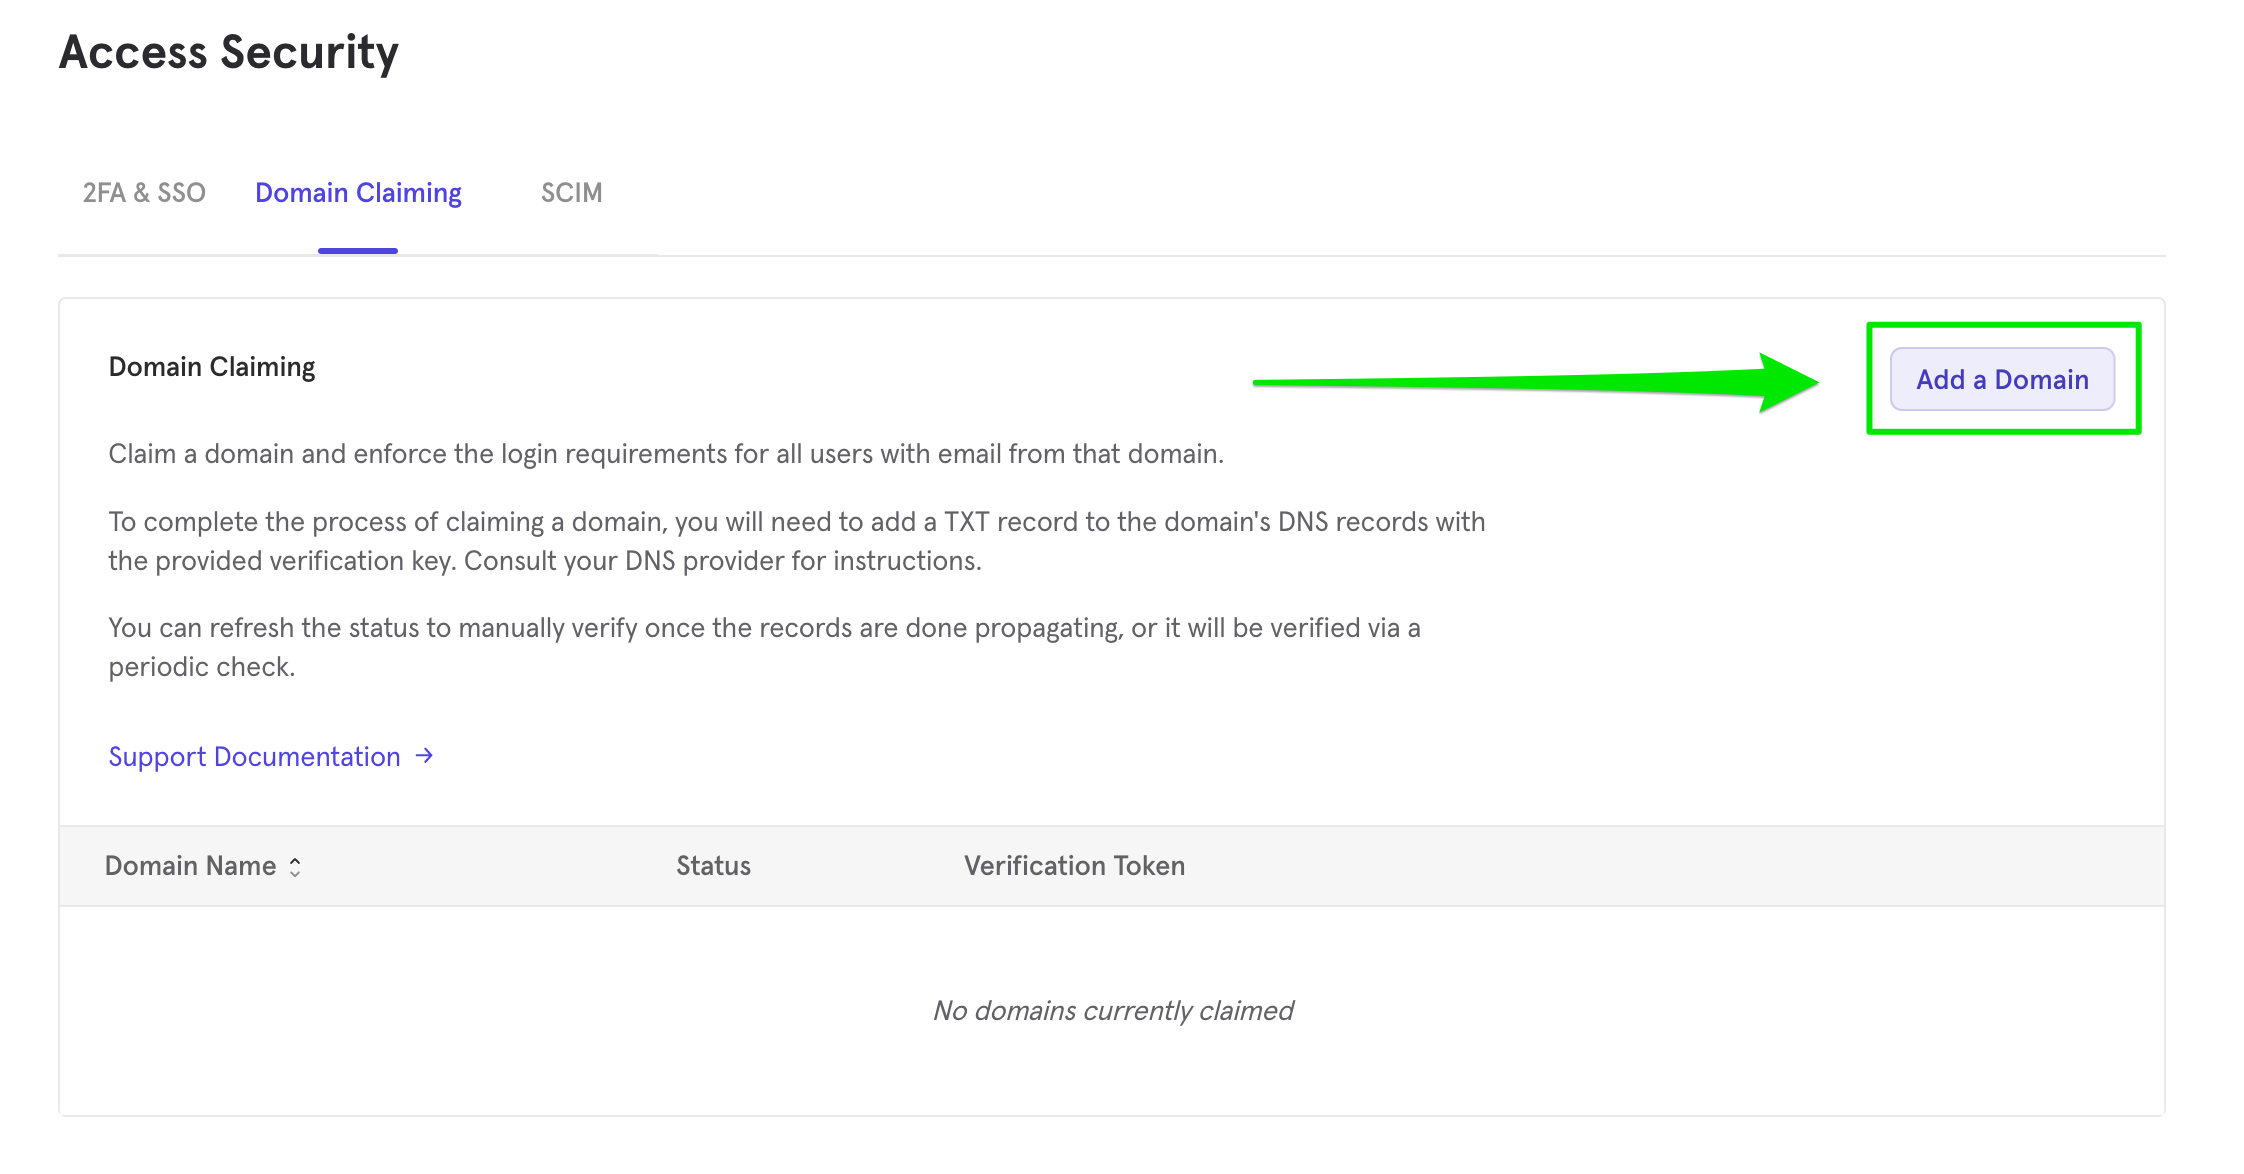 Access Security
2FA & SSO Domain Claiming SCIM
Domain Claiming
Add a Domain
Claim a domain and enforce the login requirements for all users with email from that domain.
To complete the process of claiming a domain, you will need to add a TXT record to the domain's DNS records with
the provided verification key. Consult your DNS provider for instructions.
You can refresh the status to manually verify once the records are done propagating, or it will be verified via a
periodic check.
Support Documentation →
Domain Name Status Verification Token
No domains currently claimed